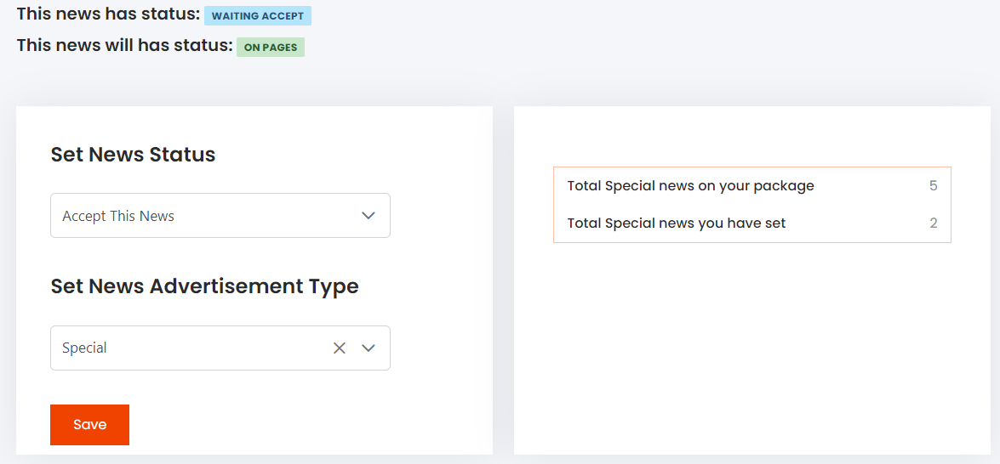 This news has status: WAITING ACCEPT
This news will has status: ON PAGES
Set News Status
Accept This News
Set News Advertisement Type
Special
Save
Total Special news on your package 5
Total Special news you have set 2